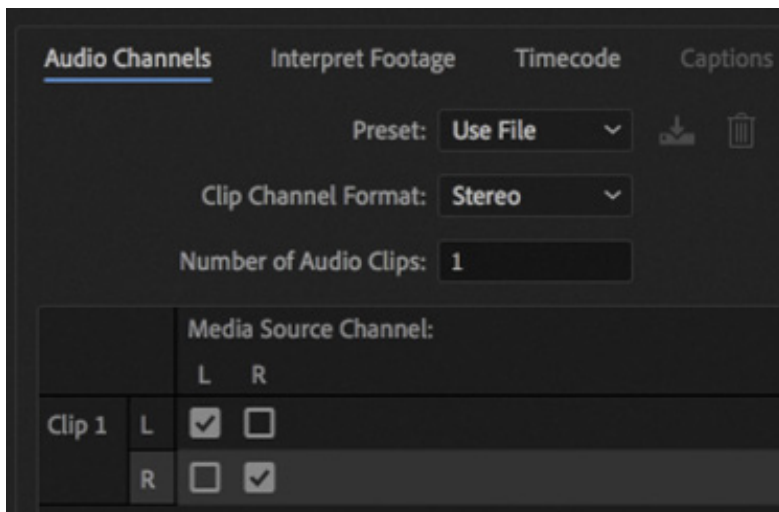 Audio Channels Interpret Footage Timecode Captions
Preset: Use File
Clip Channel Format: Stereo
Number of Audio Clips: 1
Media Source Channel:
L R
Clip 1 L
R